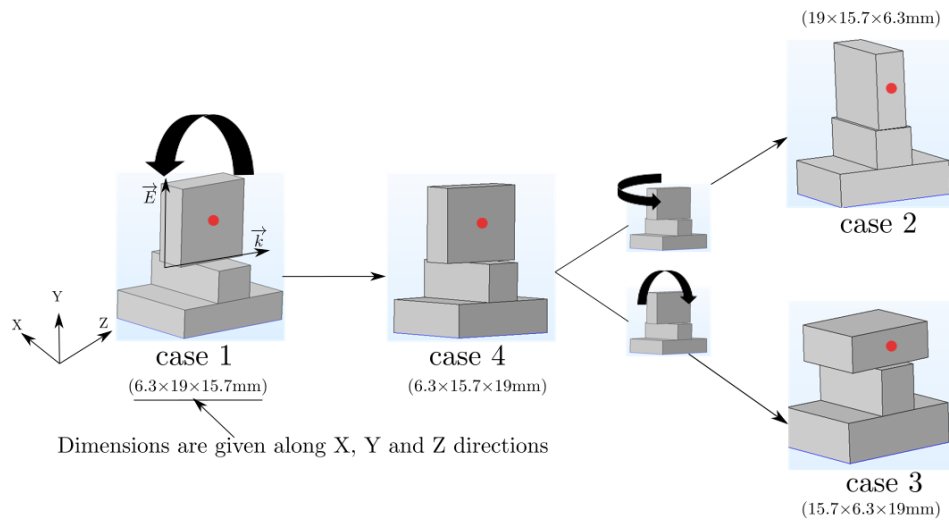 (19×15.7×6.3mm)
E
k
Y
X
Z
case 1
(6.3×19×15.7mm)
case 4
(6.3×15.7×19mm)
case 2
Dimensions are given along X, Y and Z directions
case 3
(15.7×6.3×19mm)